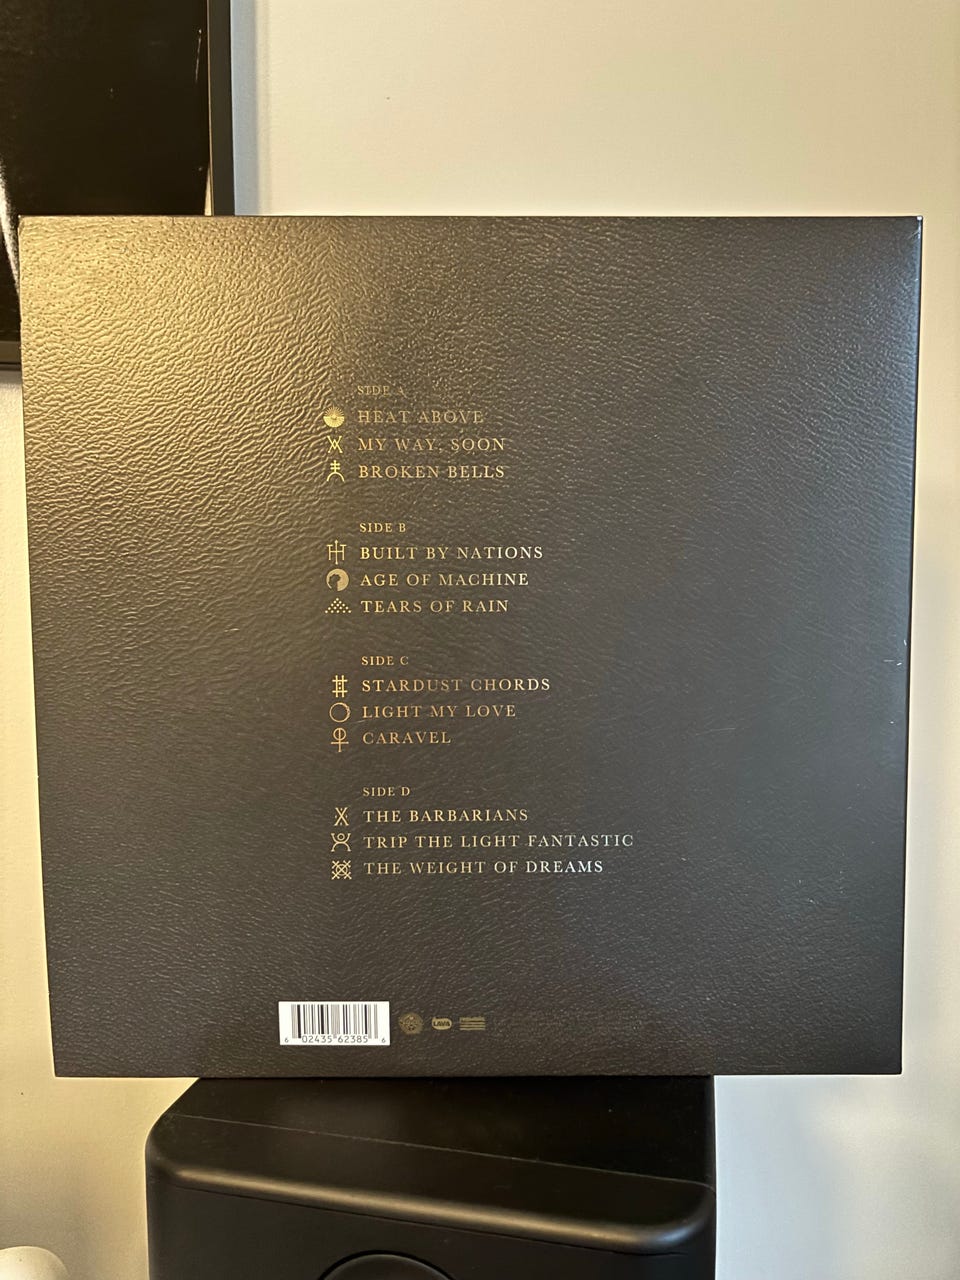 SIDE A
HEAT ABOVE
MY WAY, SOON
BROKEN BELLS
SIDE B
BUILT BY NATIONS
AGE OF MACHINE
TEARS OF RAIN
SIDE C
STARDUST CHORDS
LIGHT MY LOVE
CARAVEL
SIDE D
THE BARBARIANS
TRIP THE LIGHT FANTASTIC
THE WEIGHT OF DREAMS
6 02435 62385 6
LAVA